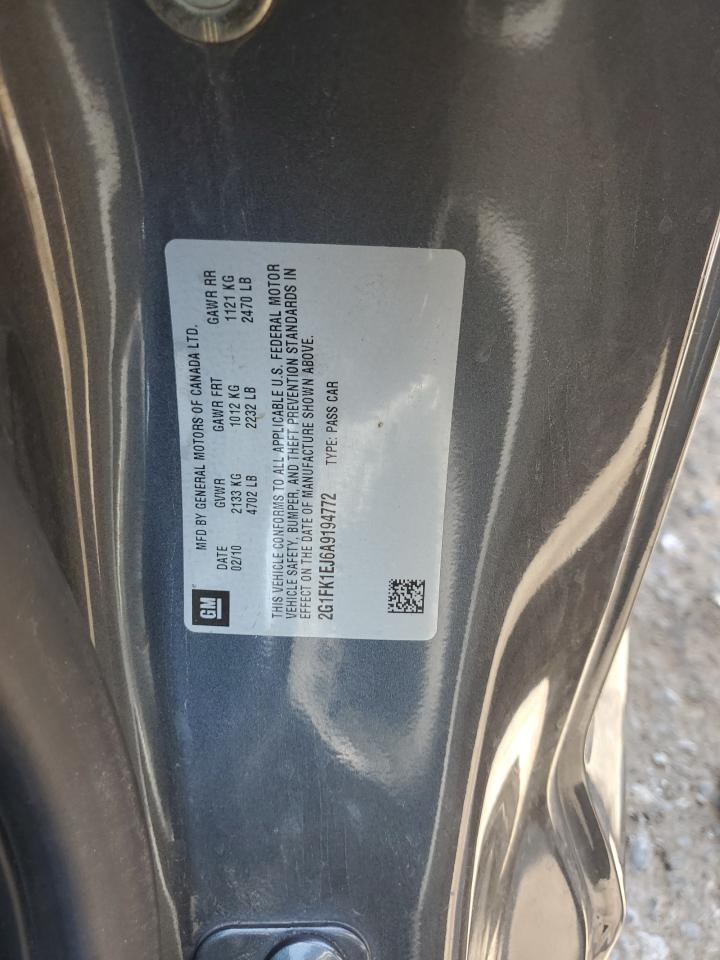 GM
MFD BY GENERAL MOTORS OF CANADA LTD.
DATE GVWR GAWR FRT GAWR RR
02/10 2133 KG 1012 KG 1121 KG
4702 LB 2232 LB 2470 LB
THIS VEHICLE CONFORMS TO ALL APPLICABLE U.S. FEDERAL MOTOR
VEHICLE SAFETY, BUMPER, AND THEFT PREVENTION STANDARDS IN
EFFECT ON THE DATE OF MANUFACTURE SHOWN ABOVE.
2G1FK1EJ6A9194772 TYPE: PASS CAR